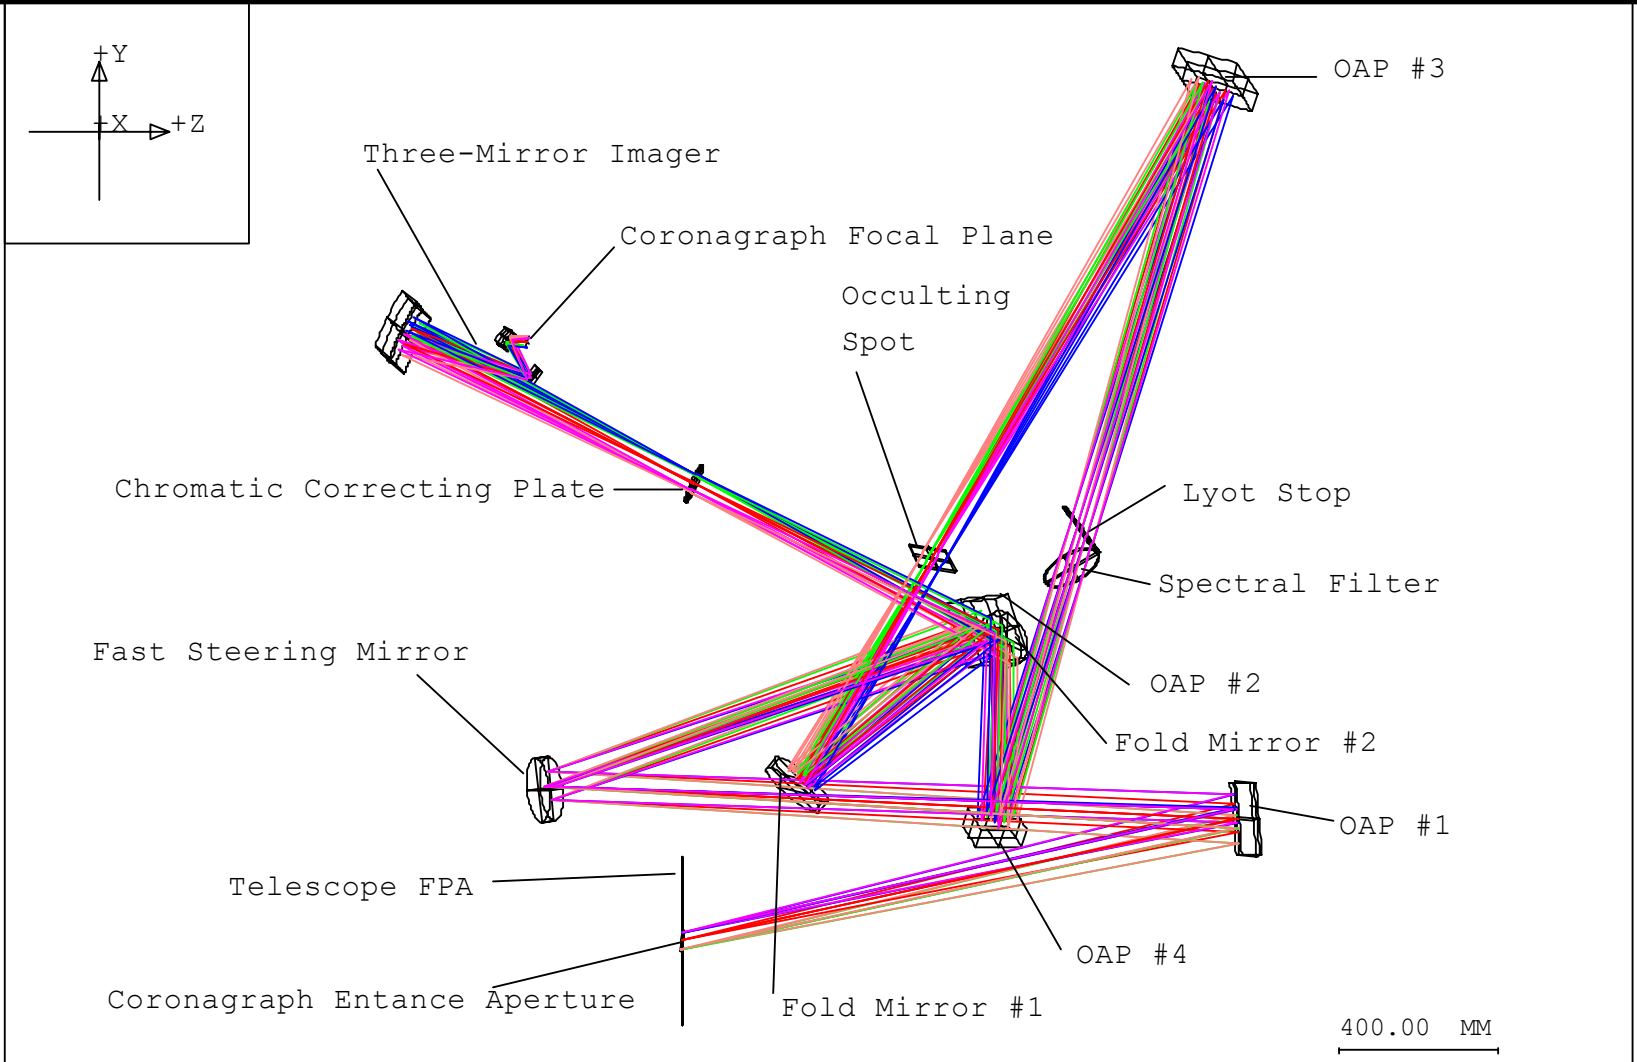 +Y
+X
+Z
OAP #3
Three-Mirror Imager
Coronagraph Focal Plane
Occulting
Spot
Chromatic Correcting Plate
Lyot Stop
Spectral Filter
Fast Steering Mirror
OAP #2
Fold Mirror #2
OAP #1
Telescope FPA
OAP #4
Coronagraph Entance Aperture
Fold Mirror #1
400.00 MM